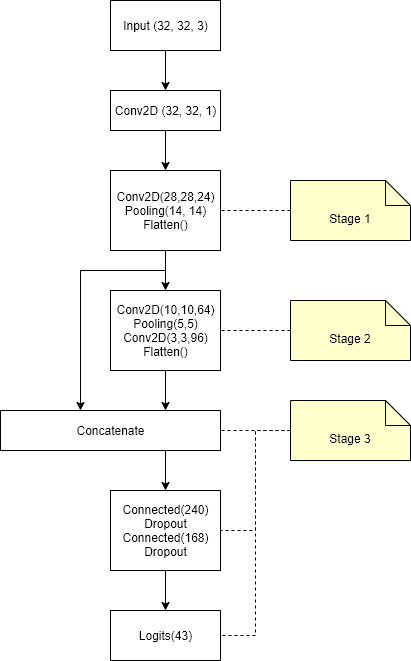 Input (32, 32, 3)
Conv2D (32, 32, 1)
Conv2D(28,28,24)
Pooling(14, 14)
Flatten()
Stage 1
Conv2D(10,10,64)
Pooling(5,5)
Conv2D(3,3,96)
Flatten()
Stage 2
Concatenate
Stage 3
Connected(240)
Dropout
Connected(168)
Dropout
Logits(43)